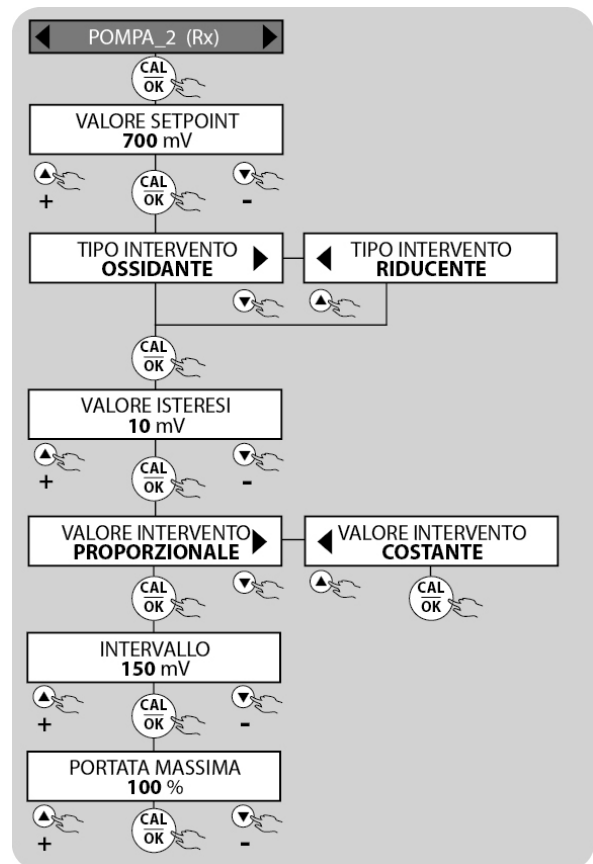 POMPA_2 (Rx)
CAL
OK
VALORE SETPOINT
700 mV
CAL
OK
+
-
TIPO INTERVENTO
OSSIDANTE
TIPO INTERVENTO
RIDUCENTE
CAL
OK
VALORE ISTERESI
10 mV
CAL
OK
+
-
VALORE INTERVENTO
PROPORZIONALE
VALORE INTERVENTO
COSTANTE
CAL
OK
CAL
OK
INTERVALLO
150 mV
CAL
OK
+
-
PORTATA MASSIMA
100 %
CAL
OK
+
-